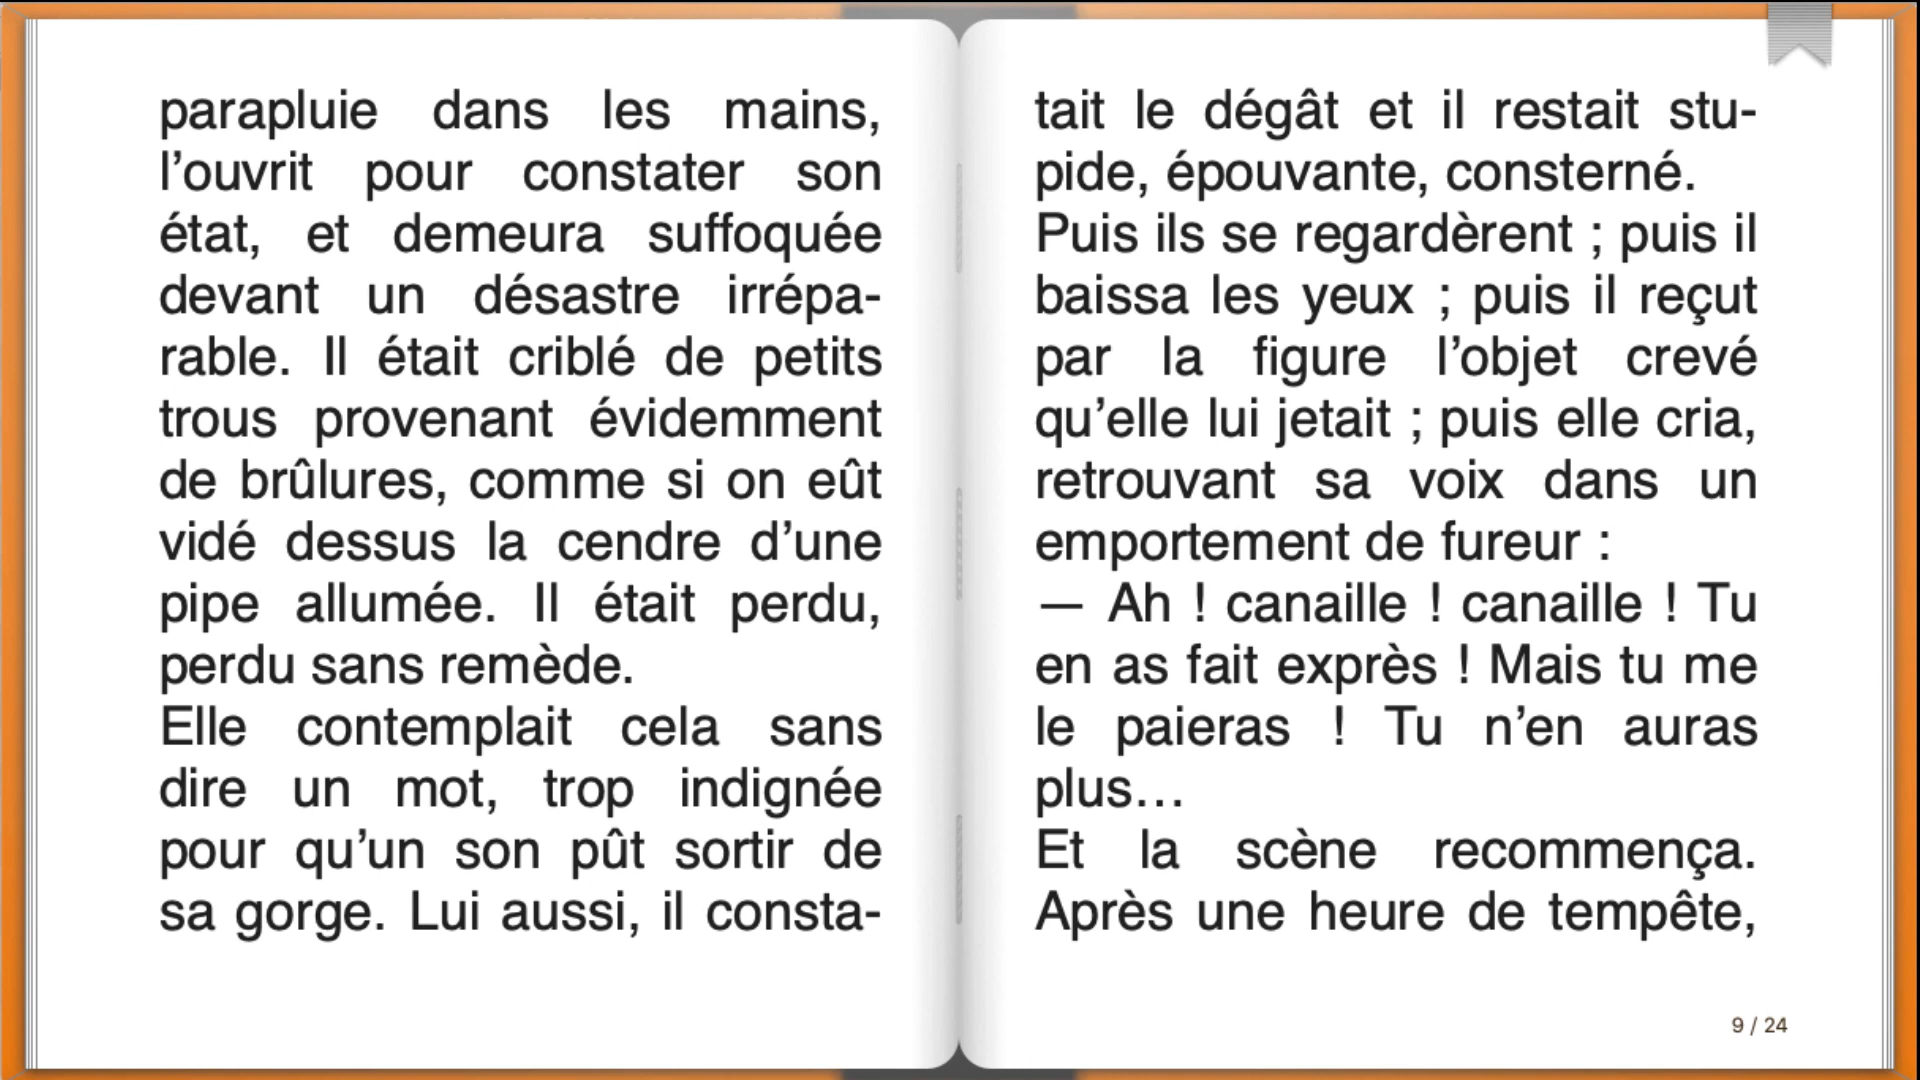 parapluie dans les mains,
l’ouvrit pour constater son
état, et demeura suffoquée
devant un désastre irrépa-
rable. Il était criblé de petits
trous provenant évidemment
de brûlures, comme si on eût
vidé dessus la cendre d’une
pipe allumée. Il était perdu,
perdu sans remède.
Elle contemplait cela sans
dire un mot, trop indignée
pour qu’un son pût sortir de
sa gorge. Lui aussi, il consta-
tait le dégât et il restait stu-
pide, épouvante, consterné.
Puis ils se regardèrent ; puis il
baissa les yeux ; puis il reçut
par la figure l’objet crevé
qu’elle lui jetait ; puis elle cria,
retrouvant sa voix dans un
emportement de fureur :
— Ah ! canaille ! canaille ! Tu
en as fait exprès ! Mais tu me
le paieras ! Tu n’en auras
plus…
Et la scène recommença.
Après une heure de tempête,
9 / 24